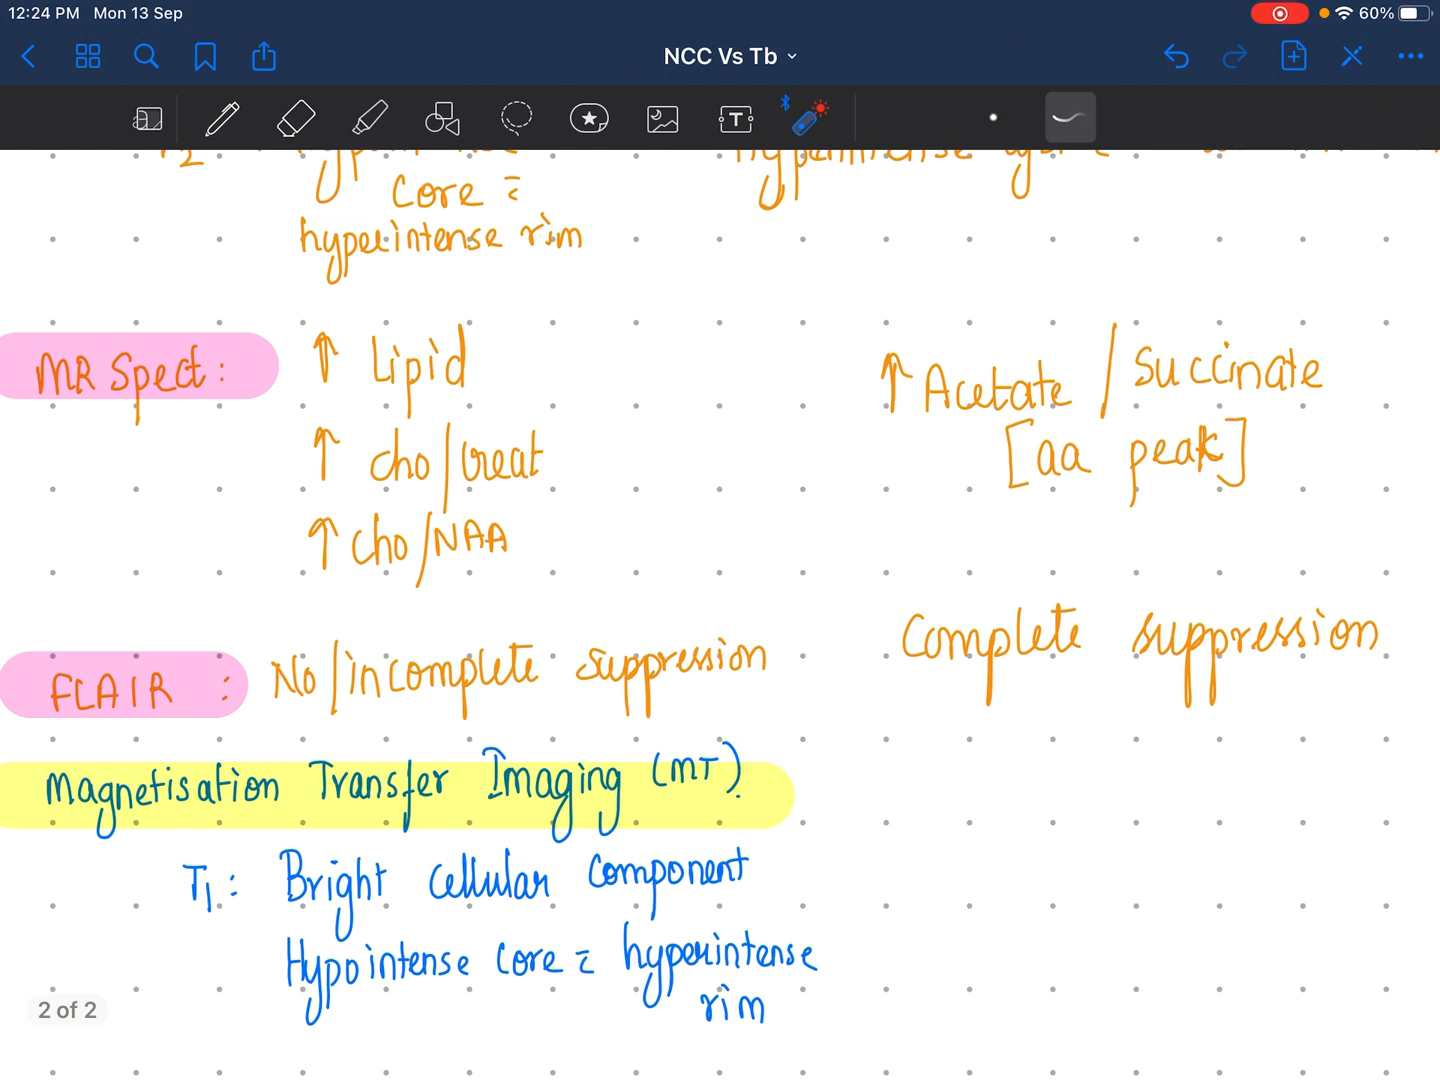 12:24 PM Mon 13 Sep
60%
NCC Vs Tb
T
core c̄
hyperintense rim
MR Spect: ↑ Lipid
↑ Acetate / Succinate
[aa peak]
↑ cho/creat
↑ cho/NAA
FLAIR : No/incomplete suppression
Complete suppression
Magnetisation Transfer Imaging (MT).
T1: Bright cellular component
Hypointense core c̄ hyperintense
rim
2 of 2